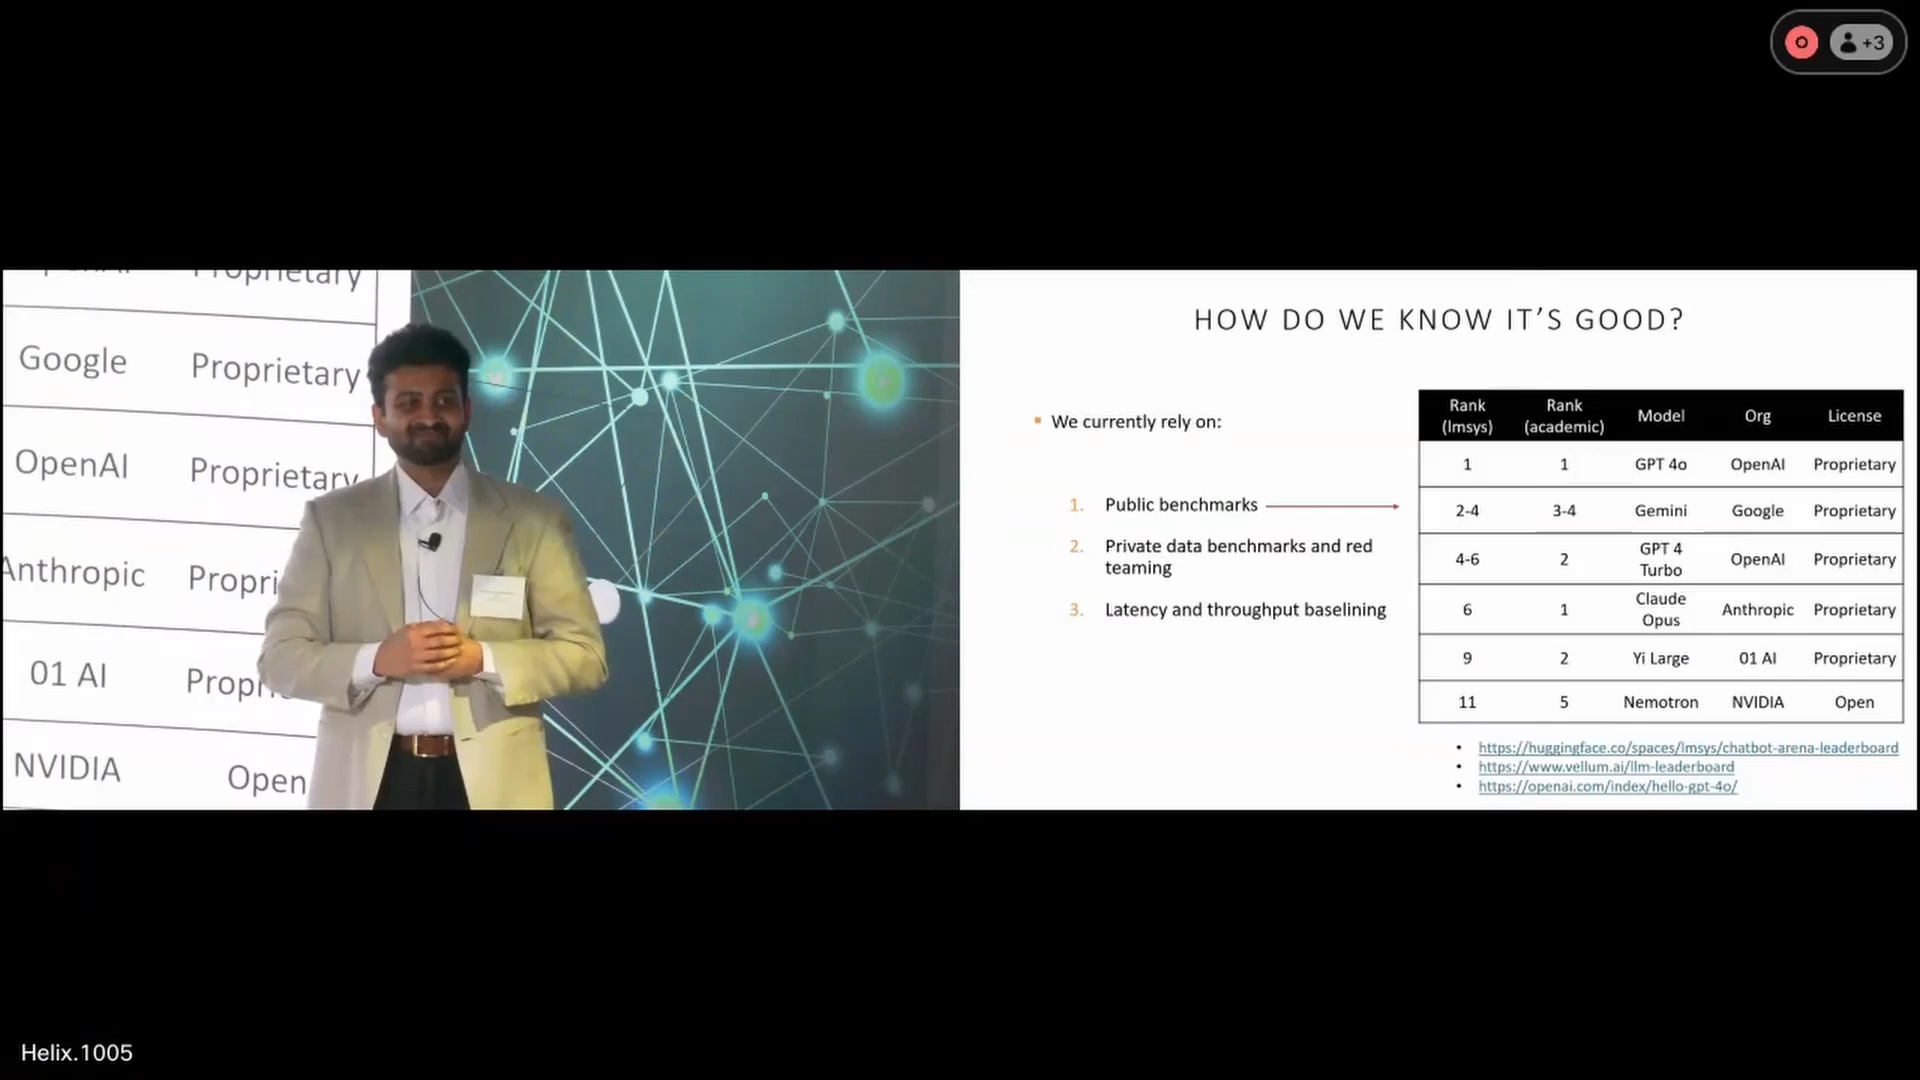 +3
Proprietary
Google Proprietary
OpenAI Proprietary
Anthropic Propri
01 AI Propr
NVIDIA Open
HOW DO WE KNOW IT’S GOOD?
▪ We currently rely on:
1. Public benchmarks
2. Private data benchmarks and red
teaming
3. Latency and throughput baselining
Rank (lmsys) Rank (academic) Model Org License
1 1 GPT 4o OpenAI Proprietary
2-4 3-4 Gemini Google Proprietary
4-6 2 GPT 4 Turbo OpenAI Proprietary
6 1 Claude Opus Anthropic Proprietary
9 2 Yi Large 01 AI Proprietary
11 5 Nemotron NVIDIA Open
• https://huggingface.co/spaces/lmsys/chatbot-arena-leaderboard
• https://www.vellum.ai/llm-leaderboard
• https://openai.com/index/hello-gpt-4o/
Helix.1005